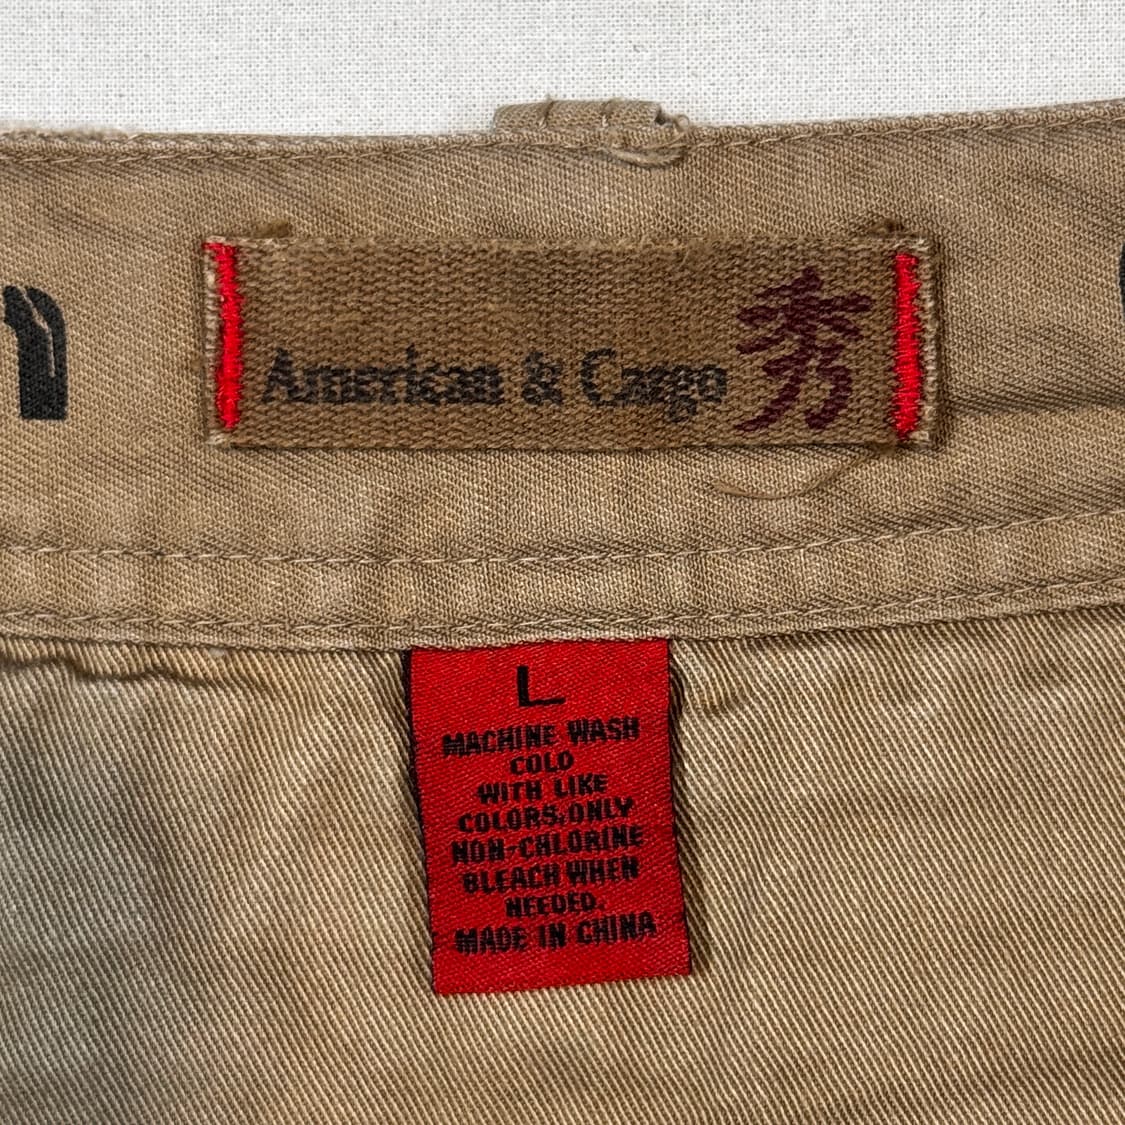 American & Cargo 秀
L
MACHINE WASH
COLD
WITH LIKE
COLORS,ONLY
NON-CHLORINE
BLEACH WHEN
NEEDED.
MADE IN CHINA